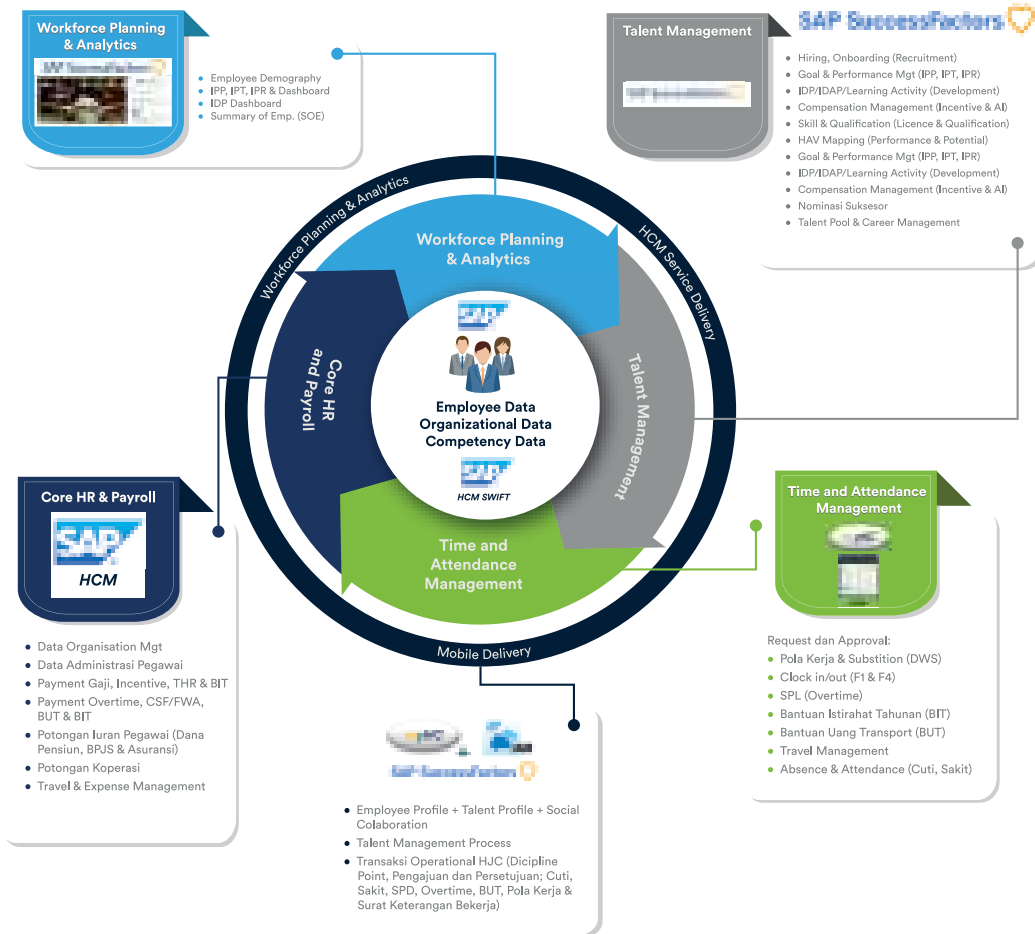 Workforce Planning
& Analytics
SAP SuccessFactors
• Employee Demography
• IPP, IPT, IPR & Dashboard
• IDP Dashboard
• Summary of Emp. (SOE)
Talent Management
SAP SuccessFactors
• Hiring, Onboarding (Recruitment)
• Goal & Performance Mgt (IPP, IPT, IPR)
• IDP/IDAP/Learning Activity (Development)
• Compensation Management (Incentive & AI)
• Skill & Qualification (Licence & Qualification)
• HAV Mapping (Performance & Potential)
• Goal & Performance Mgt (IPP, IPT, IPR)
• IDP/IDAP/Learning Activity (Development)
• Compensation Management (Incentive & AI)
• Nominasi Suksesor
• Talent Pool & Career Management
Workforce Planning & Analytics
HCM Service Delivery
Mobile Delivery
Workforce Planning
& Analytics
Talent Management
Time and
Attendance
Management
Core HR
and Payroll
SAP
Employee Data
Organizational Data
Competency Data
SAP
HCM SWIFT
Core HR & Payroll
SAP
HCM
• Data Organisation Mgt
• Data Administrasi Pegawai
• Payment Gaji, Incentive, THR & BIT
• Payment Overtime, CSF/FWA,
BUT & BIT
• Potongan Iuran Pegawai (Dana
Pensiun, BPJS & Asuransi)
• Potongan Koperasi
• Travel & Expense Management
Time and Attendance
Management
Request dan Approval:
• Pola Kerja & Substition (DWS)
• Clock in/out (F1 & F4)
• SPL (Overtime)
• Bantuan Istirahat Tahunan (BIT)
• Bantuan Uang Transport (BUT)
• Travel Management
• Absence & Attendance (Cuti, Sakit)
SAP SuccessFactors
• Employee Profile + Talent Profile + Social
Colaboration
• Talent Management Process
• Transaksi Operational HJC (Dicipline
Point, Pengajuan dan Persetujuan; Cuti,
Sakit, SPD, Overtime, BUT, Pola Kerja &
Surat Keterangan Bekerja)